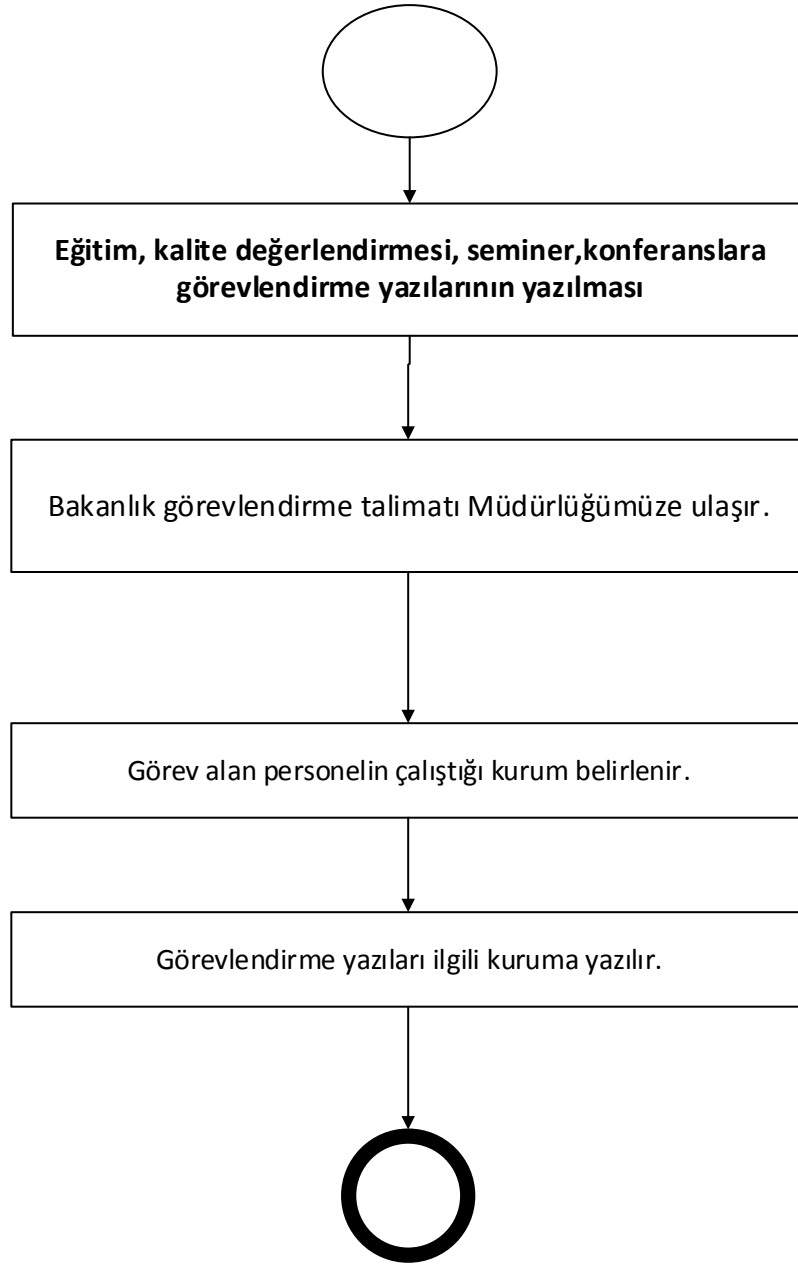 Eğitim, kalite değerlendirmesi, seminer,konferanslara
görevlendirme yazılarının yazılması
Bakanlık görevlendirme talimatı Müdürlüğümüze ulaşır.
Görev alan personelin çalıştığı kurum belirlenir.
Görevlendirme yazıları ilgili kuruma yazılır.